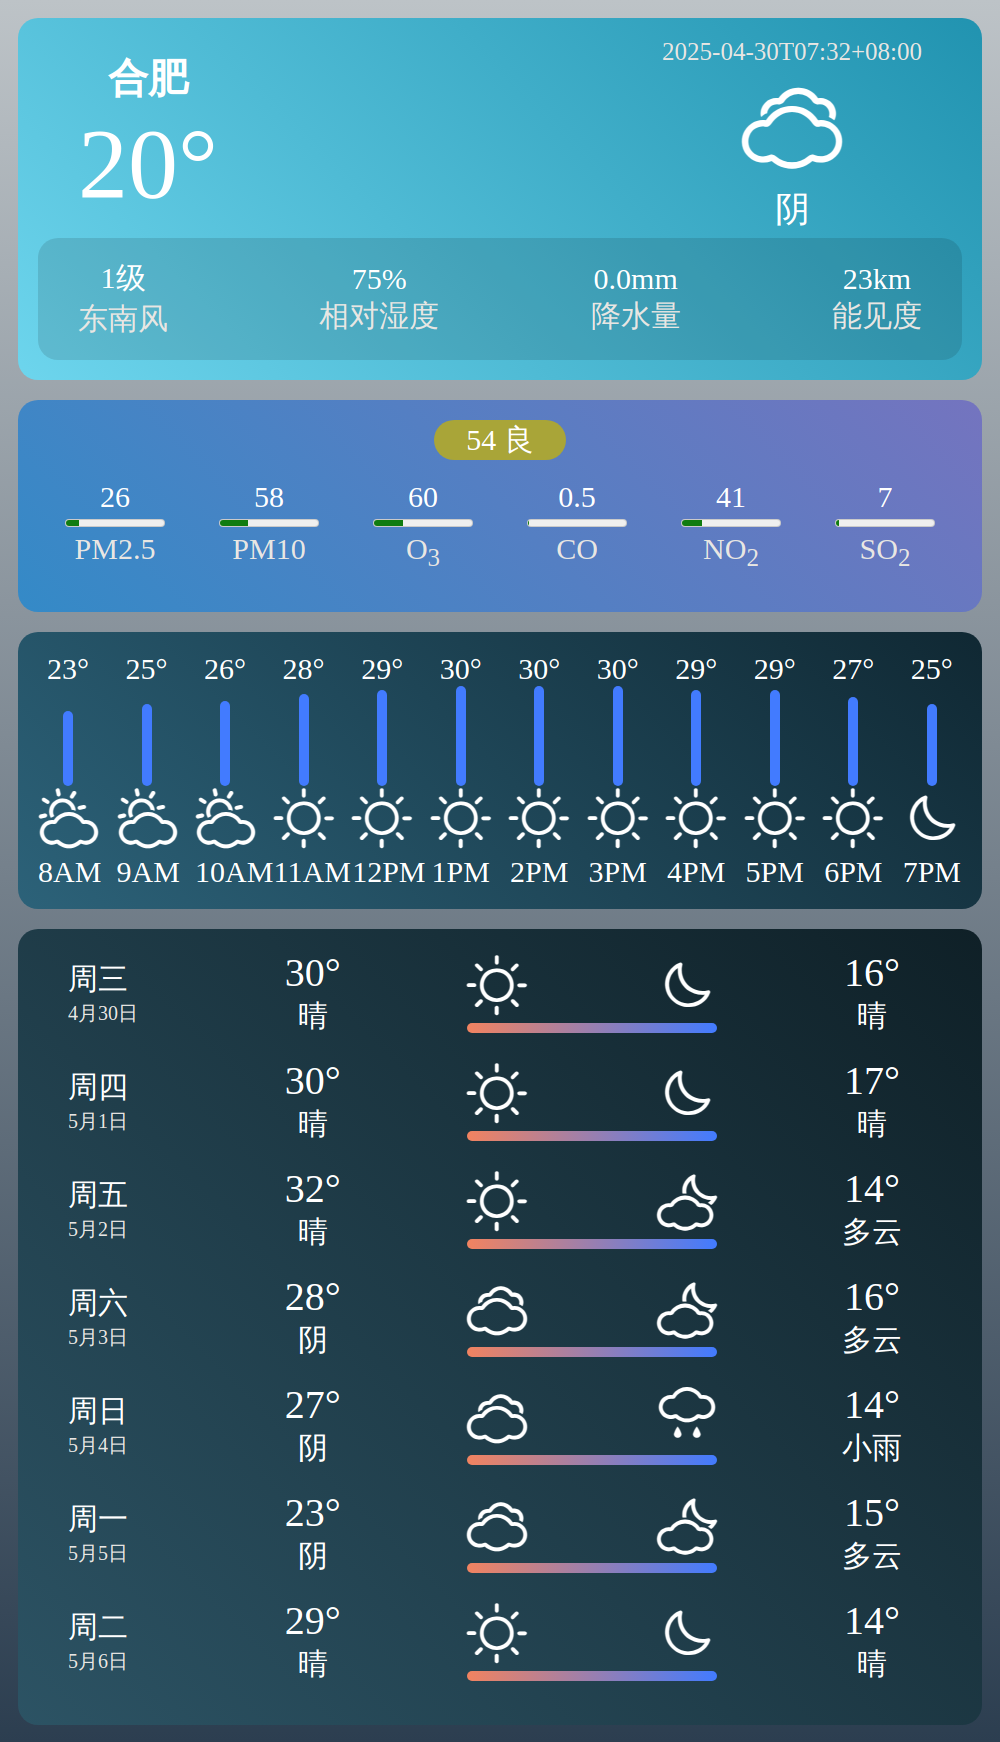 合肥
20°
2025-04-30T07:32+08:00
阴
1级 75% 0.0mm 23km
东南风 相对湿度 降水量 能见度
54 良
26 58 60 0.5 41 7
PM2.5 PM10 O3 CO NO2 SO2
23° 25° 26° 28° 29° 30° 30° 30° 29° 29° 27° 25°
8AM 9AM 10AM 11AM 12PM 1PM 2PM 3PM 4PM 5PM 6PM 7PM
周三 30° 16°
4月30日 晴 晴
周四 30° 17°
5月1日 晴 晴
周五 32° 14°
5月2日 晴 多云
周六 28° 16°
5月3日 阴 多云
周日 27° 14°
5月4日 阴 小雨
周一 23° 15°
5月5日 阴 多云
周二 29° 14°
5月6日 晴 晴